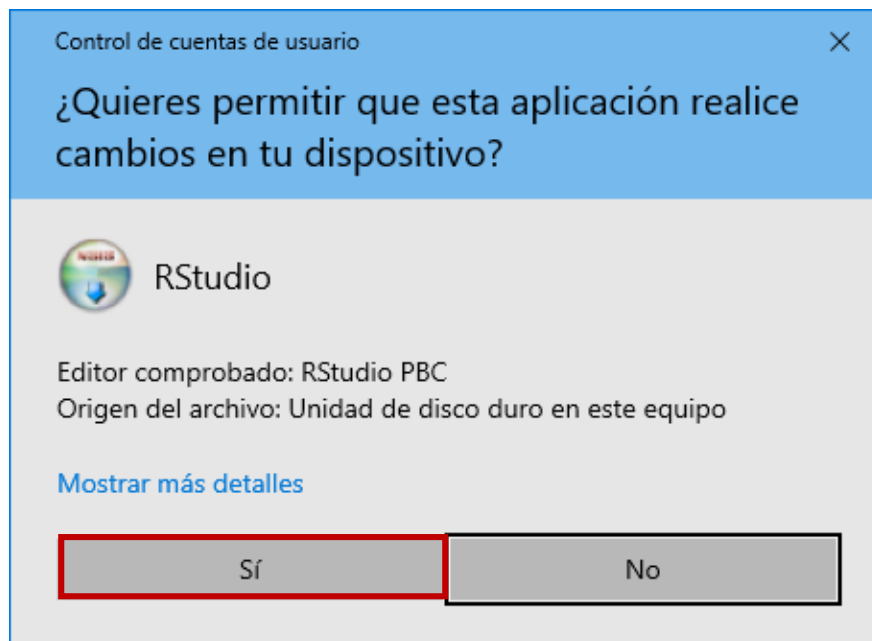 Control de cuentas de usuario
¿Quieres permitir que esta aplicación realice
cambios en tu dispositivo?
RStudio
Editor comprobado: RStudio PBC
Origen del archivo: Unidad de disco duro en este equipo
Mostrar más detalles
Sí
No